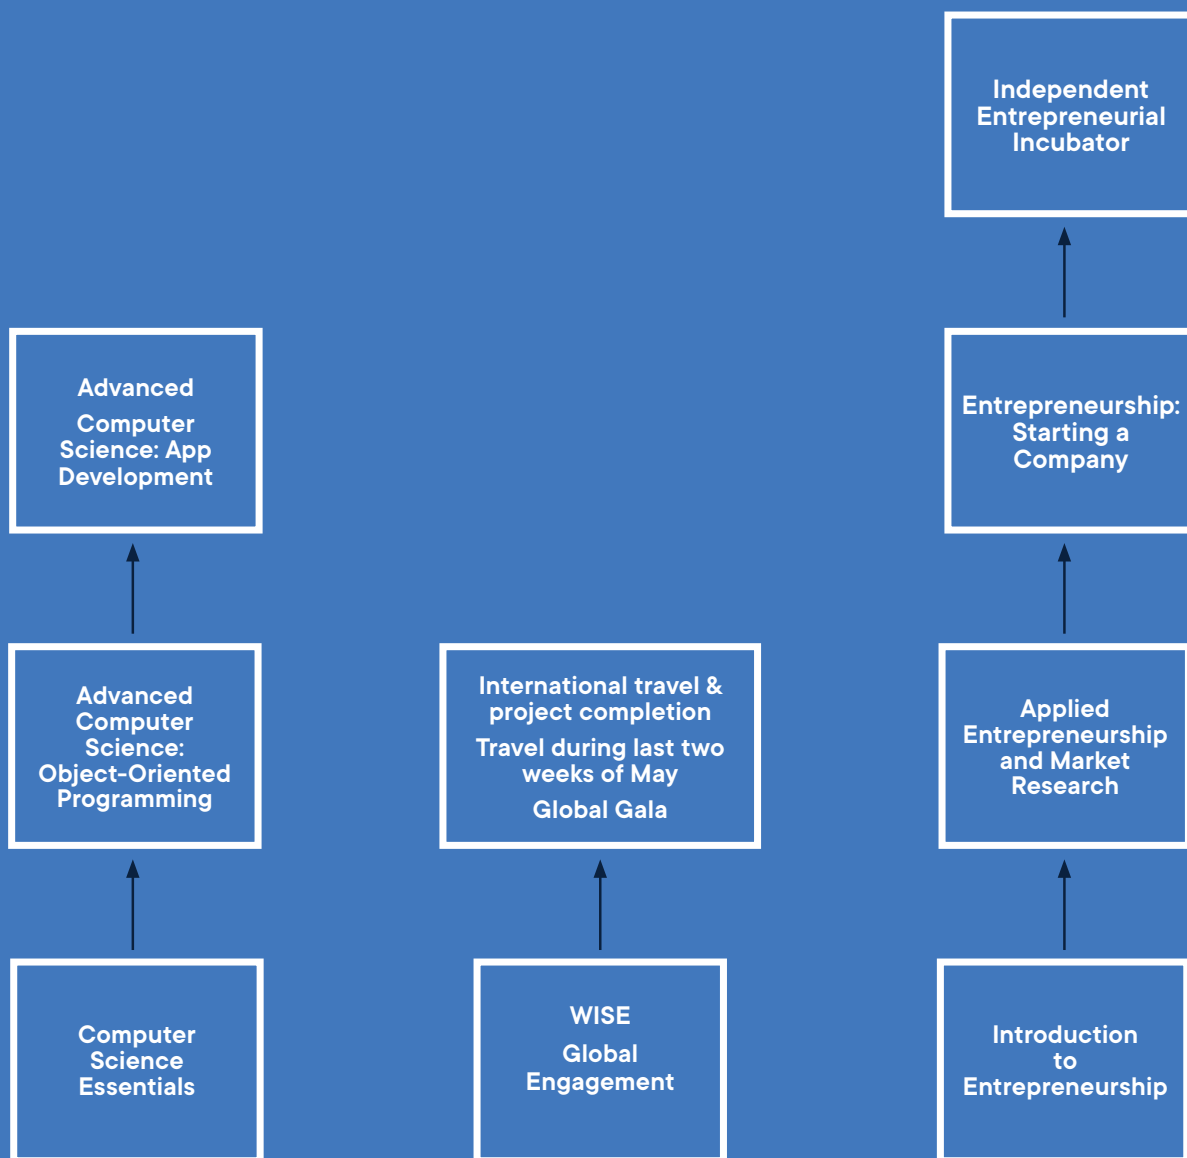 Independent
Entrepreneurial
Incubator
Advanced
Computer
Science: App
Development
Entrepreneurship:
Starting a
Company
Advanced
Computer
Science:
Object-Oriented
Programming
International travel &
project completion
Travel during last two
weeks of May
Global Gala
Applied
Entrepreneurship
and Market
Research
Computer
Science
Essentials
WISE
Global
Engagement
Introduction
to
Entrepreneurship